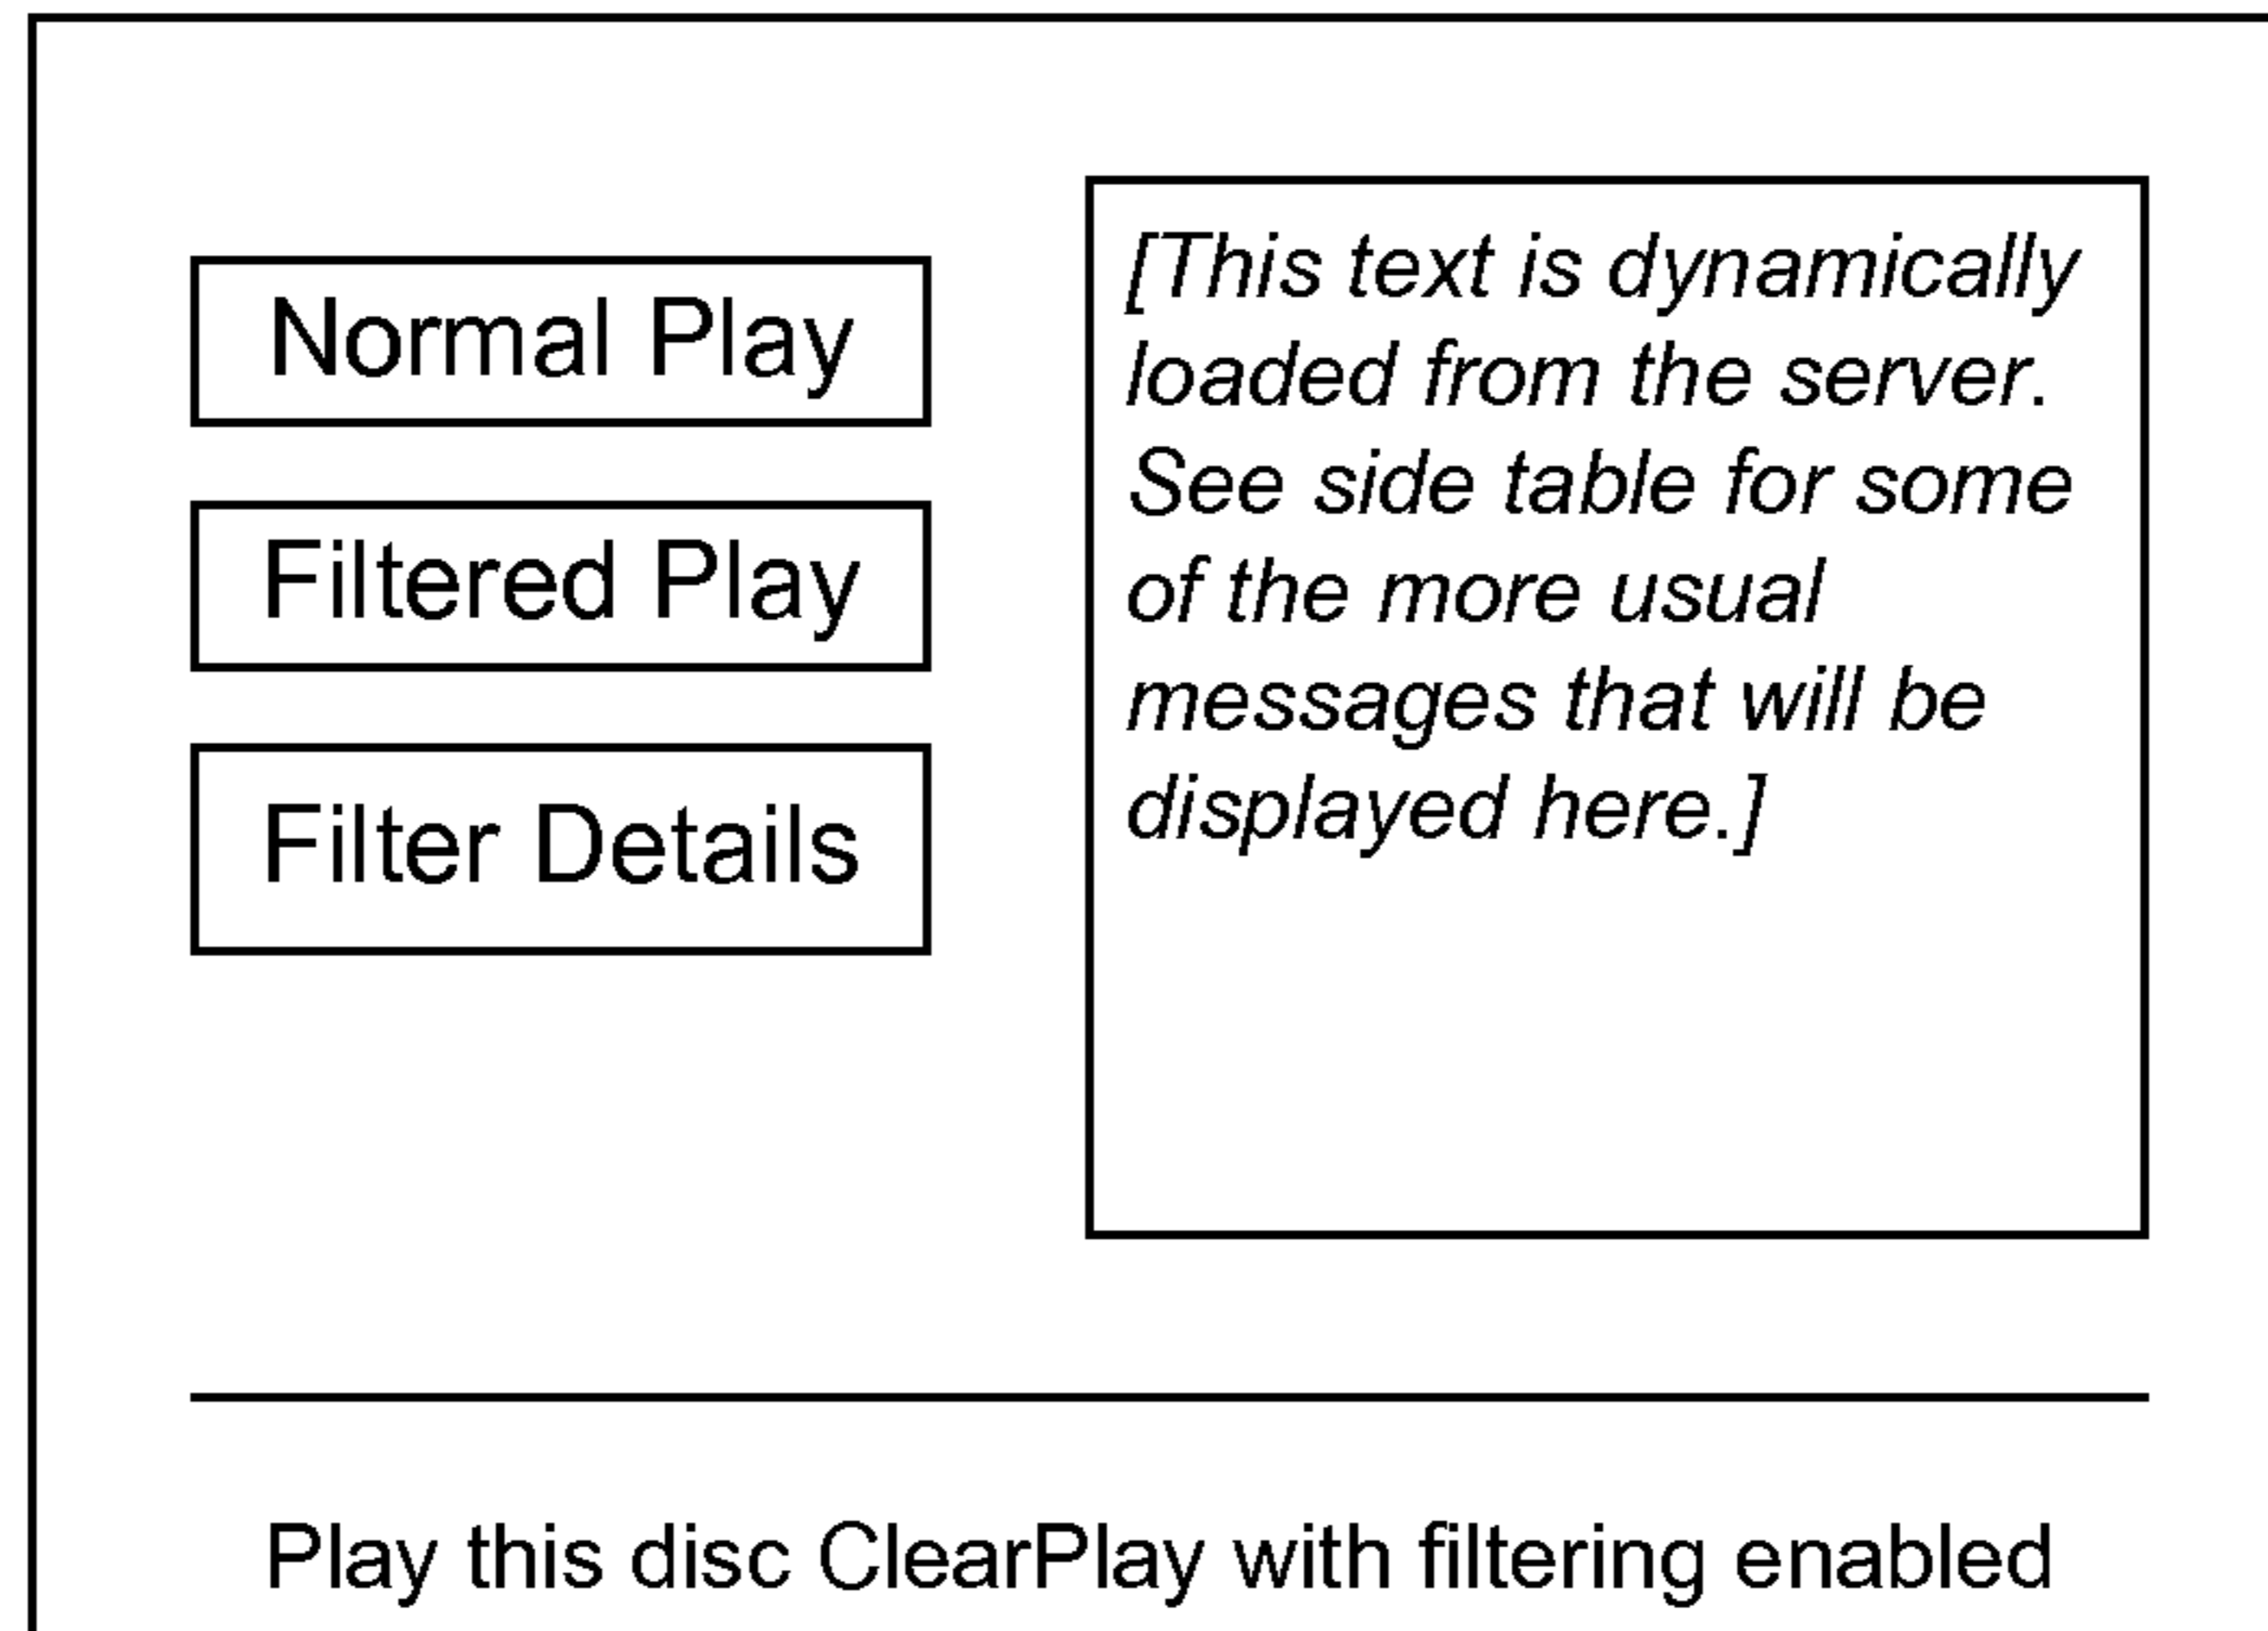 Normal Play
Filtered Play
Filter Details
[This text is dynamically
loaded from the server.
See side table for some
of the more usual
messages that will be
displayed here.]
Play this disc ClearPlay with filtering enabled